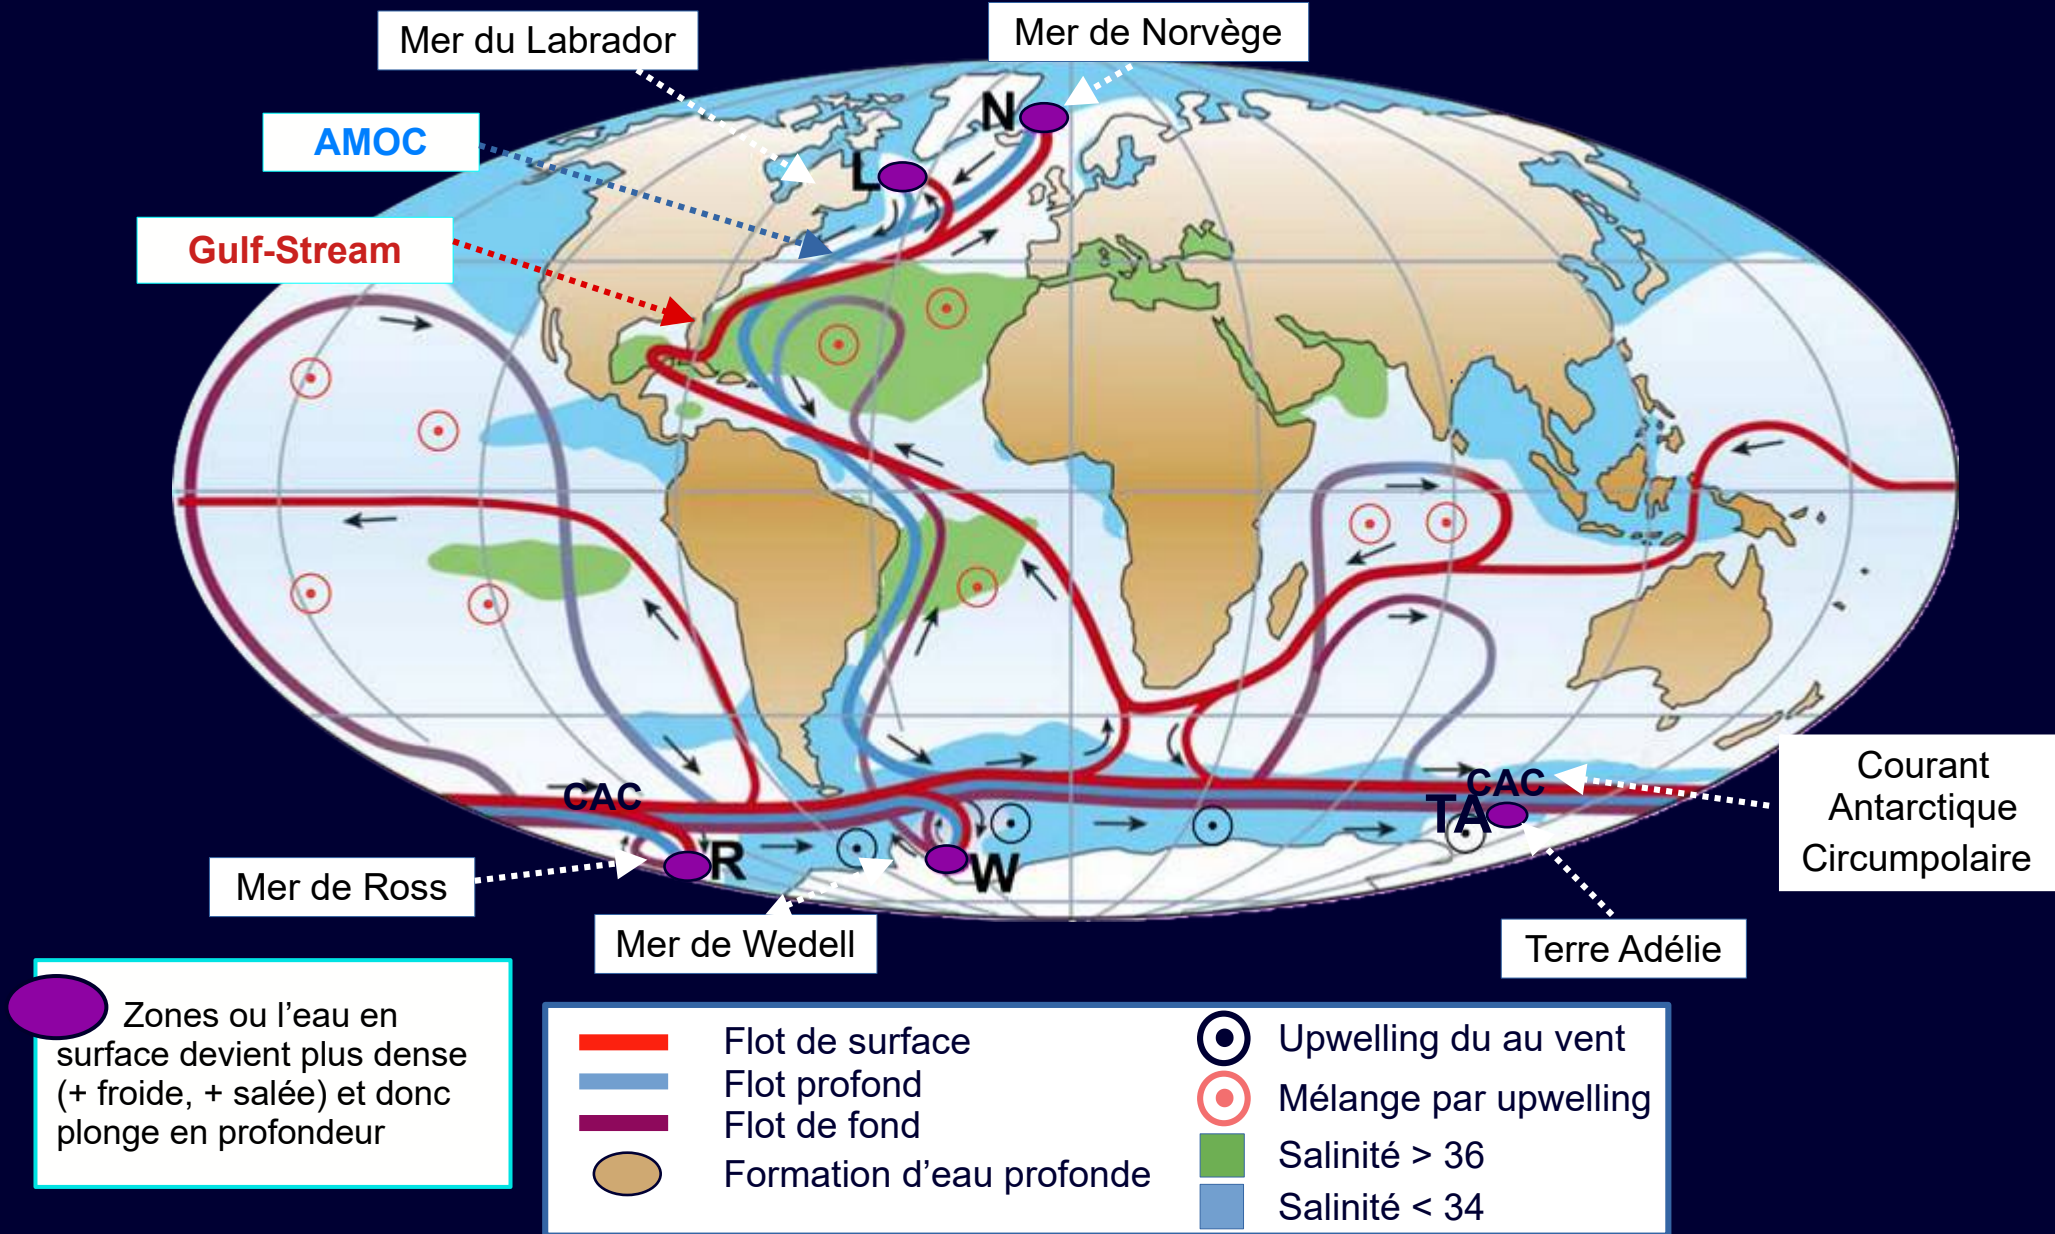 Mer du Labrador
Mer de Norvège
AMOC
Gulf-Stream
N
L
CAC
CAC
TA
R
W
Courant
Antarctique
Circumpolaire
Mer de Ross
Mer de Wedell
Terre Adélie
Zones ou l’eau en
surface devient plus dense
(+ froide, + salée) et donc
plonge en profondeur
Flot de surface
Flot profond
Flot de fond
Formation d’eau profonde
Upwelling du au vent
Mélange par upwelling
Salinité > 36
Salinité < 34